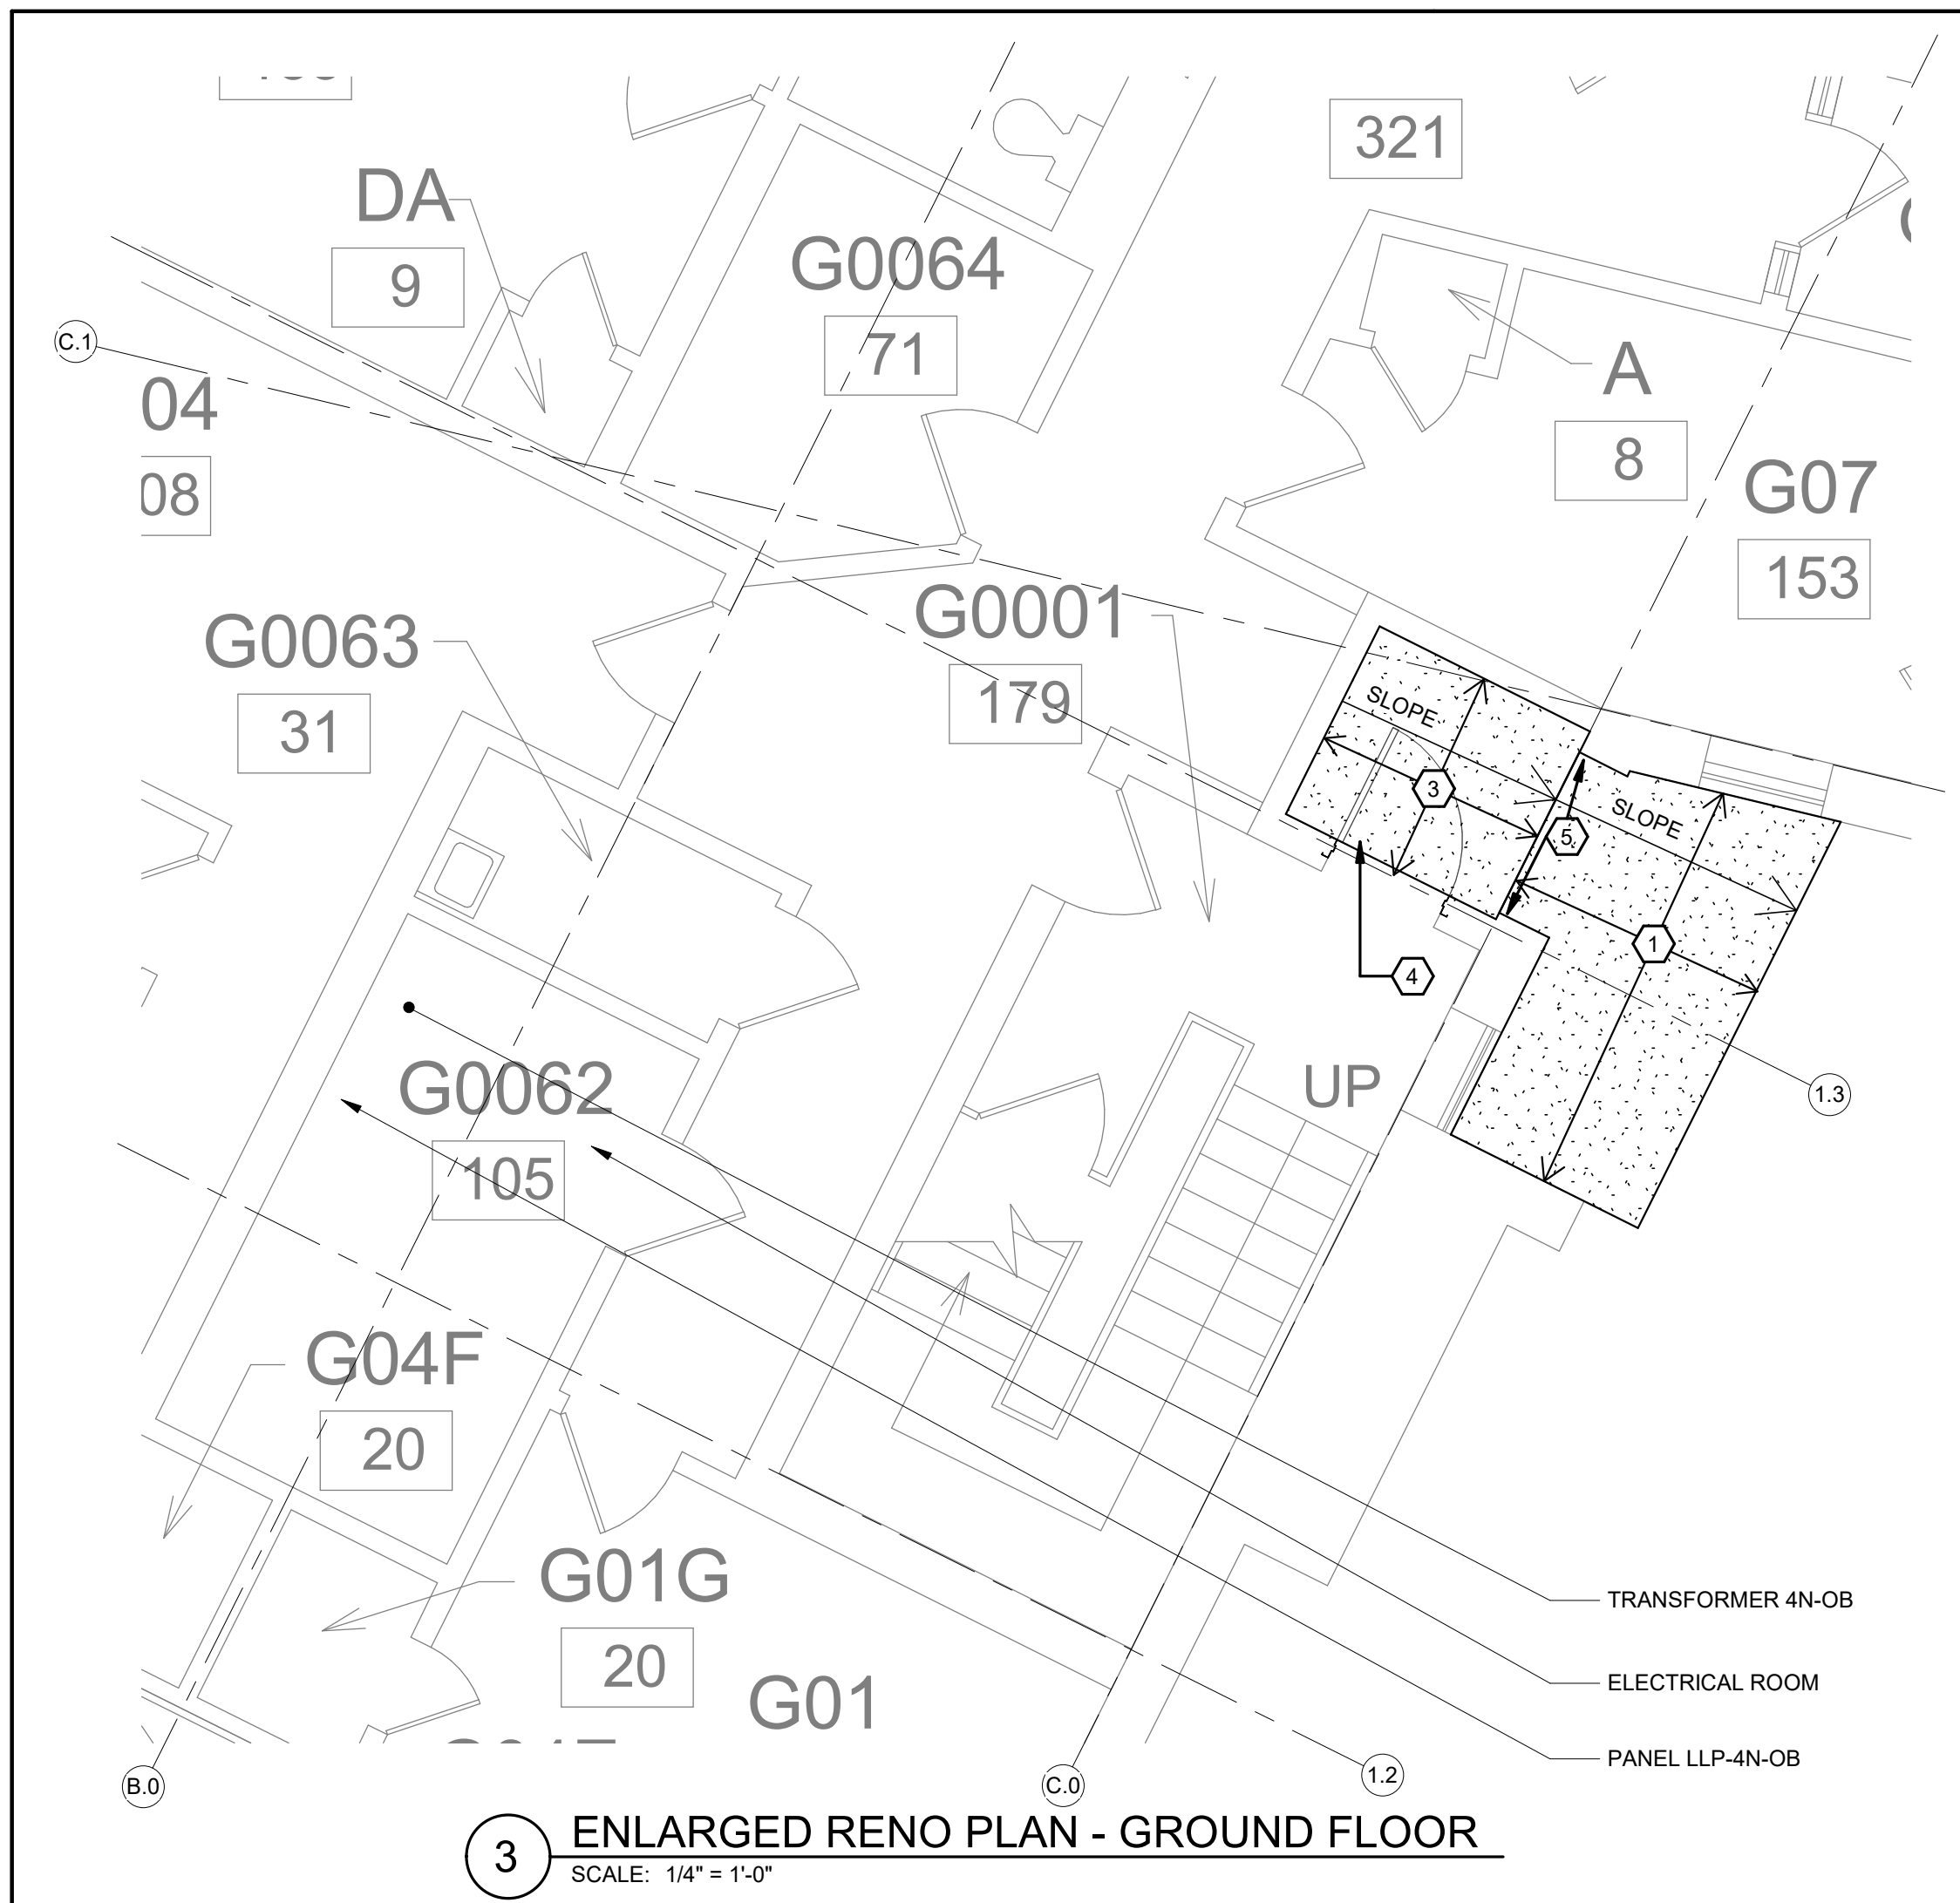 321
DA
9
G0064
71
C.1
A
8
04
08
G07
153
G0063
31
G0001
179
SLOPE
3
SLOPE
5
1
4
G0062
105
UP
1.3
G04F
20
G01G
20
G01
TRANSFORMER 4N-OB
ELECTRICAL ROOM
PANEL LLP-4N-OB
B.0
C.0
1.2
3
ENLARGED RENO PLAN - GROUND FLOOR
SCALE: 1/4" = 1'-0"